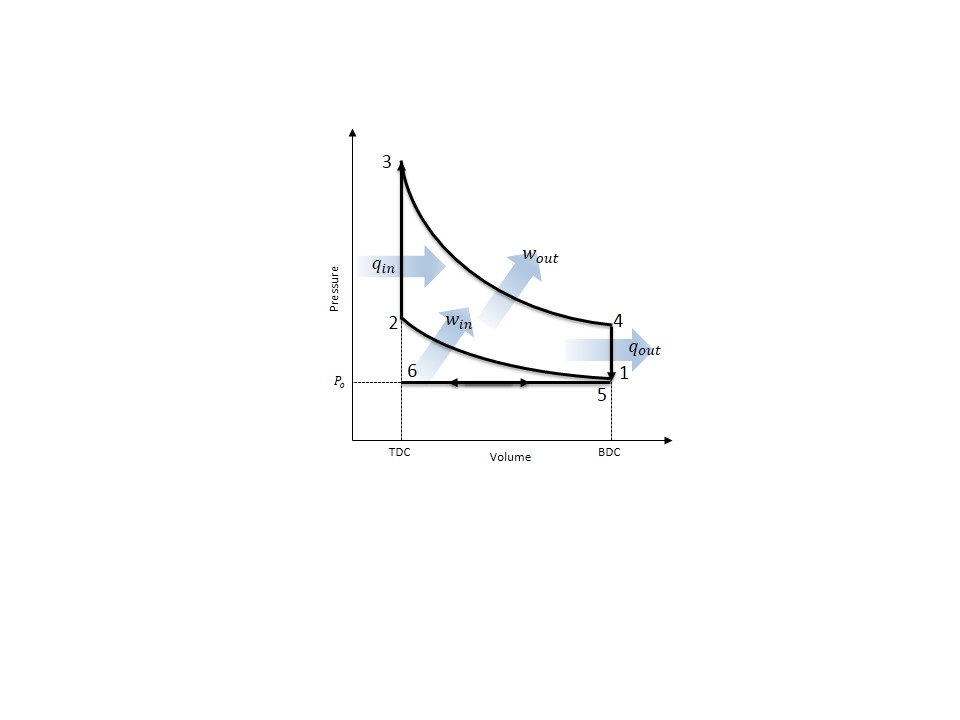 3
q_in
w_out
Pressure
2
w_in
4
q_out
6
1
P_o
5
TDC
Volume
BDC